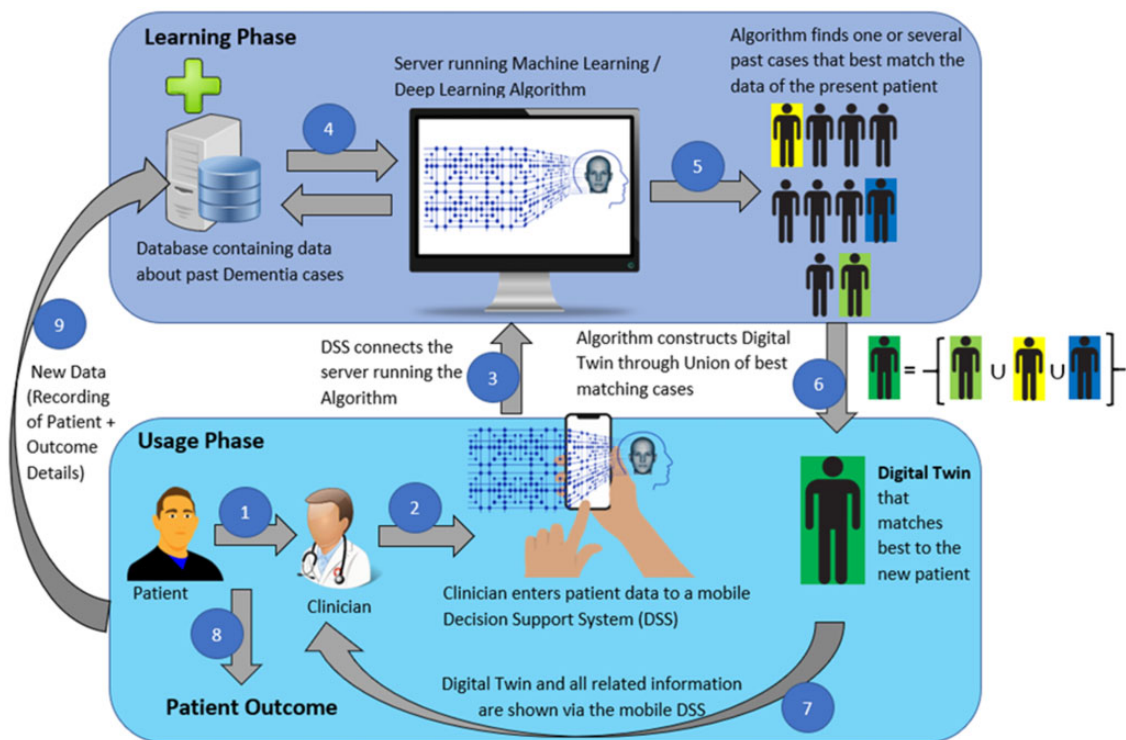 Learning Phase
Server running Machine Learning /
Deep Learning Algorithm
Algorithm finds one or several
past cases that best match the
data of the present patient
4
5
Database containing data
about past Dementia cases
9
New Data
(Recording
of Patient +
Outcome
Details)
DSS connects the
server running the
Algorithm
3
Algorithm constructs Digital
Twin through Union of best
matching cases
6
= { ∪ ∪ }
Usage Phase
1
2
Patient
Clinician
Clinician enters patient data to a mobile
Decision Support System (DSS)
Digital Twin
that
matches
best to the
new patient
8
Patient Outcome
Digital Twin and all related information
are shown via the mobile DSS
7